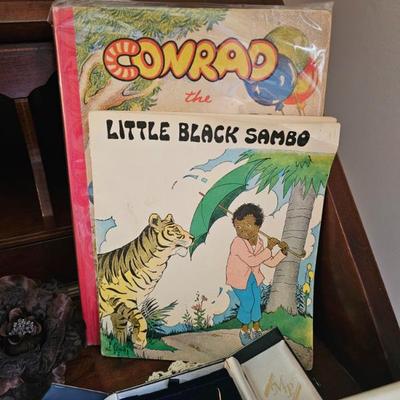 CONRAD
the
LITTLE BLACK SAMBO